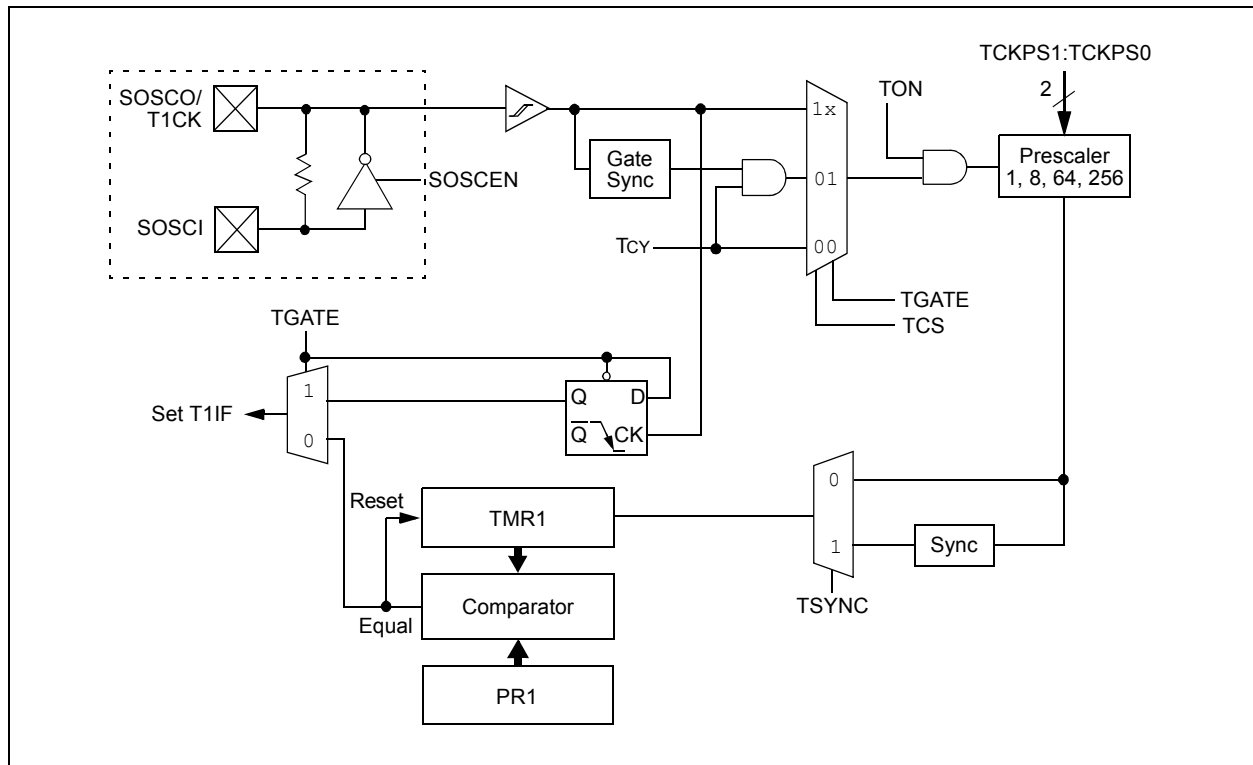 TCKPS1:TCKPS0
2
SOSCO/
T1CK
1x
TON
Gate
Sync
Prescaler
1, 8, 64, 256
SOSCEN
01
SOSCI
TCY
00
TGATE
TCS
TGATE
1
Q
D
Set T1IF
0
Q
CK
Reset
TMR1
0
1
Sync
Comparator
TSYNC
Equal
PR1